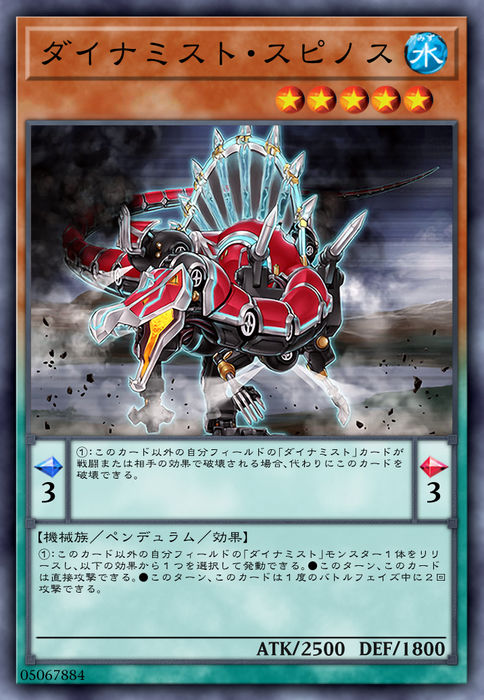 ダイナミスト・スピノス
みず
水
①：このカード以外の自分フィールドの「ダイナミスト」カードが
戦闘または相手の効果で破壊される場合、代わりにこのカードを
破壊できる。
3
3
【機械族／ペンデュラム／効果】
①：このカード以外の自分フィールドの「ダイナミスト」モンスター１体をリリ
ースし、以下の効果から１つを選択して発動できる。●このターン、このカード
は直接攻撃できる。●このターン、このカードは１度のバトルフェイズ中に２回
攻撃できる。
ATK/2500 DEF/1800
05067884